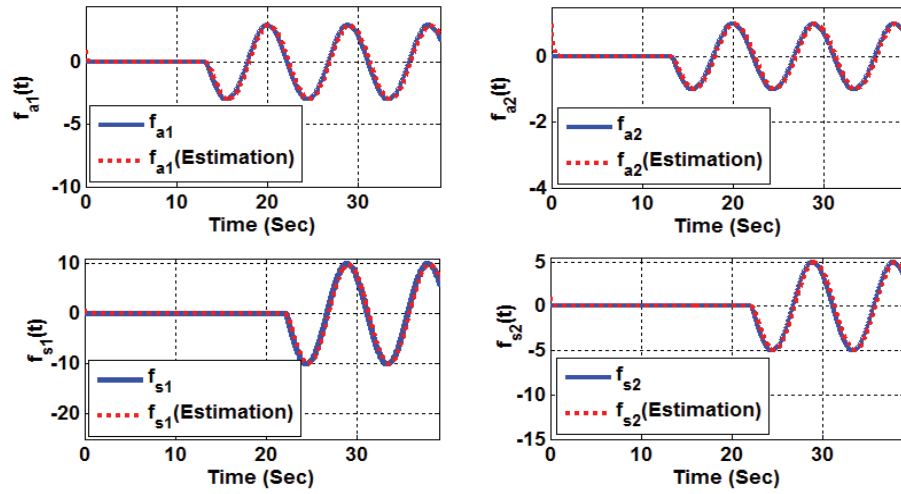 f_a1(t)
0
-5
-10
f_a1
f_a1(Estimation)
0 10 20 30
Time (Sec)
f_a2(t)
0
-2
-4
f_a2
f_a2(Estimation)
0 10 20 30
Time (Sec)
f_s1(t)
10
0
-10
-20
f_s1
f_s1(Estimation)
0 10 20 30
Time (Sec)
f_s2(t)
5
0
-5
-10
-15
f_s2
f_s2(Estimation)
0 10 20 30
Time (Sec)